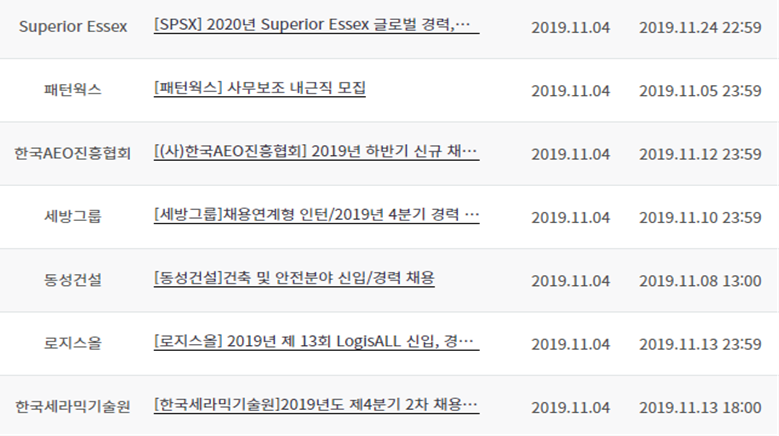 Superior Essex [SPSX] 2020년 Superior Essex 글로벌 경력,… 2019.11.04 2019.11.24 22:59
패턴웍스 [패턴웍스] 사무보조 내근직 모집 2019.11.04 2019.11.05 23:59
한국AEO진흥협회 [(사)한국AEO진흥협회] 2019년 하반기 신규 채… 2019.11.04 2019.11.12 23:59
세방그룹 [세방그룹]채용연계형 인턴/2019년 4분기 경력 … 2019.11.04 2019.11.10 23:59
동성건설 [동성건설]건축 및 안전분야 신입/경력 채용 2019.11.04 2019.11.08 13:00
로지스올 [로지스올] 2019년 제 13회 LogisALL 신입, 경… 2019.11.04 2019.11.13 23:59
한국세라믹기술원 [한국세라믹기술원]2019년도 제4분기 2차 채용… 2019.11.04 2019.11.13 18:00